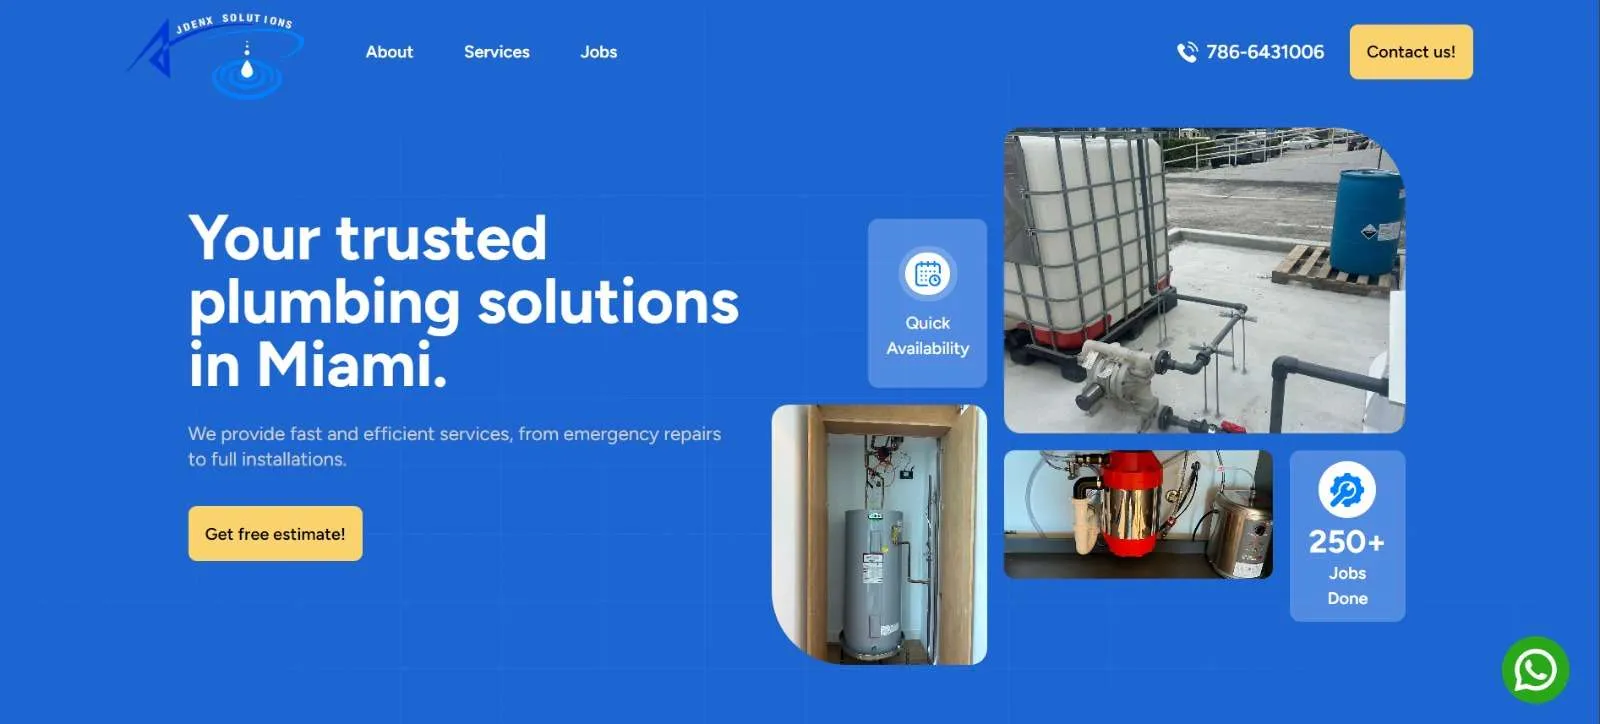 JDENX SOLUTIONS
About
Services
Jobs
786-6431006
Contact us!
Your trusted
plumbing solutions
in Miami.
We provide fast and efficient services, from emergency repairs
to full installations.
Get free estimate!
Quick
Availability
250+
Jobs
Done